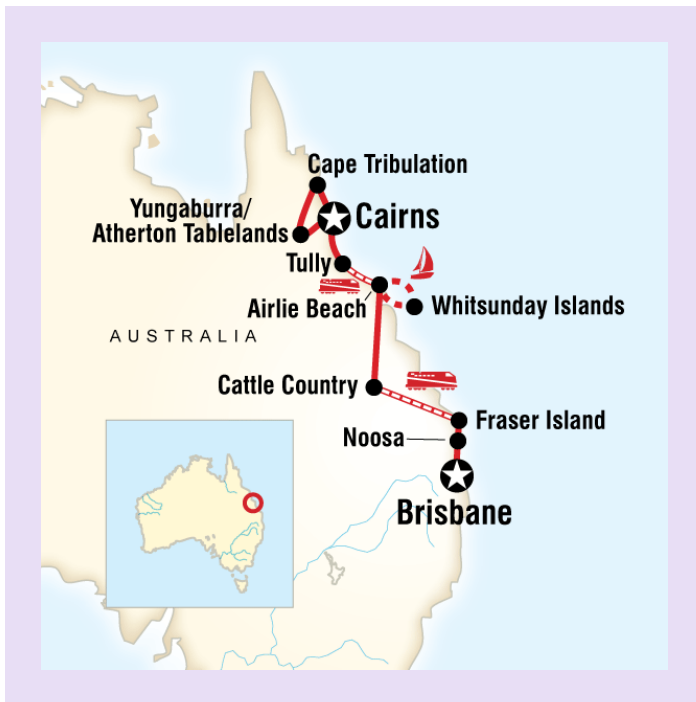 Cape Tribulation
Yungaburra/
Atherton Tablelands
Cairns
Tully
Airlie Beach
Whitsunday Islands
AUSTRALIA
Cattle Country
Fraser Island
Noosa
Brisbane